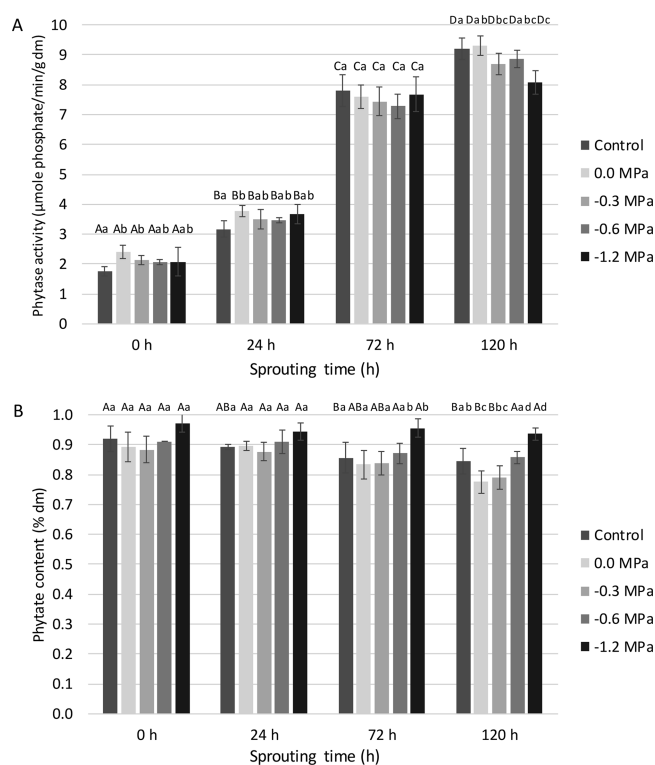 A
Phytase activity (µmole phosphate/min/g dm)
10
9
8
7
6
5
4
3
2
1
0
Aa Ab Ab Aab Aab
Ba Bb Bab Bab Bab
Ca Ca Ca Ca Ca
Da Dab Dbc Dabc Dc
0 h 24 h 72 h 120 h
Sprouting time (h)
Control
0.0 MPa
-0.3 MPa
-0.6 MPa
-1.2 MPa
B
Phytate content (% dm)
1.0
0.9
0.8
0.7
0.6
0.5
0.4
0.3
0.2
0.1
0.0
Aa Aa Aa Aa Aa
ABa Aa Aa Aa Aa
Ba ABa ABa Aab Ab
Bab Bc Bbc Aad Ad
0 h 24 h 72 h 120 h
Sprouting time (h)
Control
0.0 MPa
-0.3 MPa
-0.6 MPa
-1.2 MPa